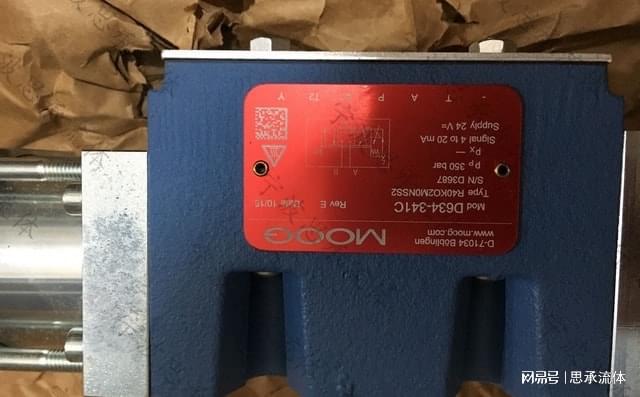 D-71034 Böblingen
www.moog.com
MOOG
Mod D634-341C
Type R40KO2M0NSS2
Rev E Date 10/15
S/N D3687
Pp 350 bar
Px —
Signal 4 to 20 mA
Supply 24 V=
A B
- T A P T2 Y
网易号 | 思承流体